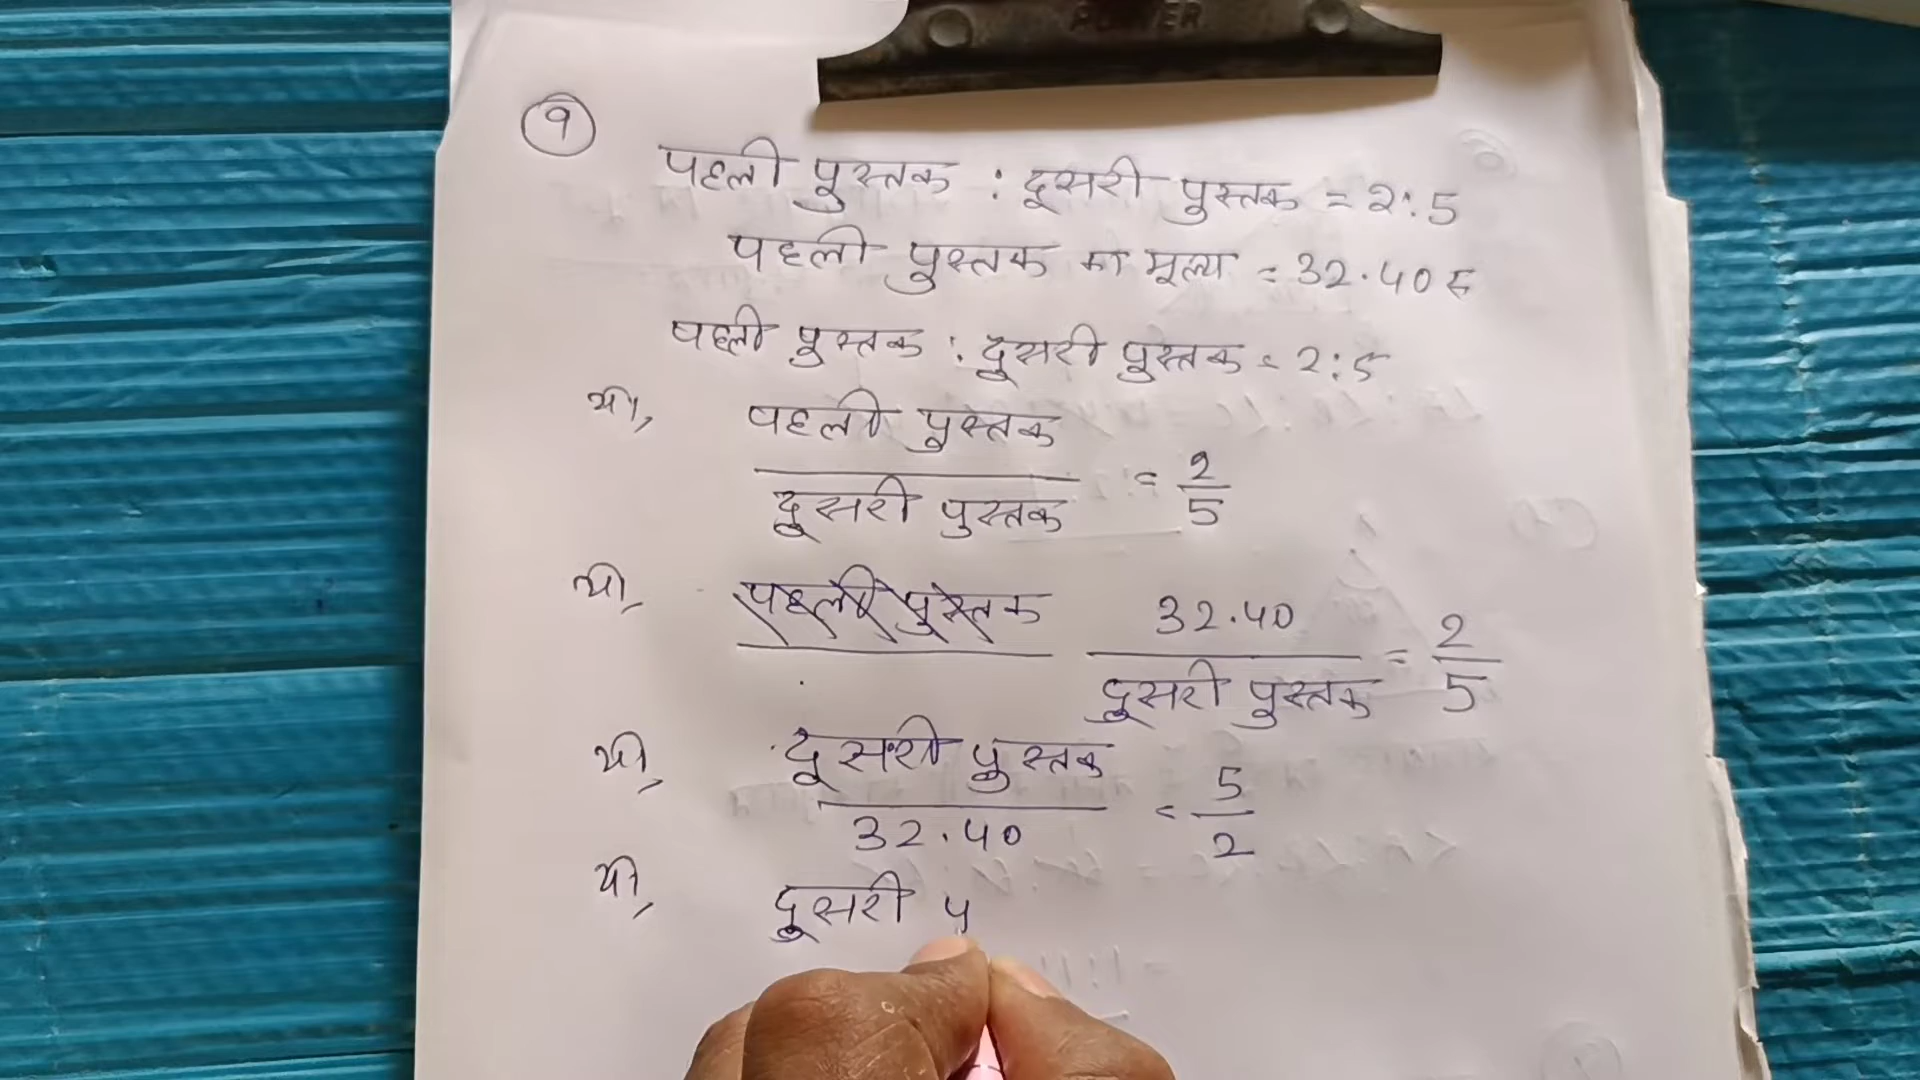 POWER
9
पहली पुस्तक : दूसरी पुस्तक = 2:5
पहली पुस्तक का मूल्य = 32.40 रु
पहली पुस्तक : दूसरी पुस्तक = 2:5
या, पहली पुस्तक / दूसरी पुस्तक = 2/5
या, पहली पुस्तक 32.40 / दूसरी पुस्तक = 2/5
या, दूसरी पुस्तक / 32.40 = 5/2
या, दूसरी पु